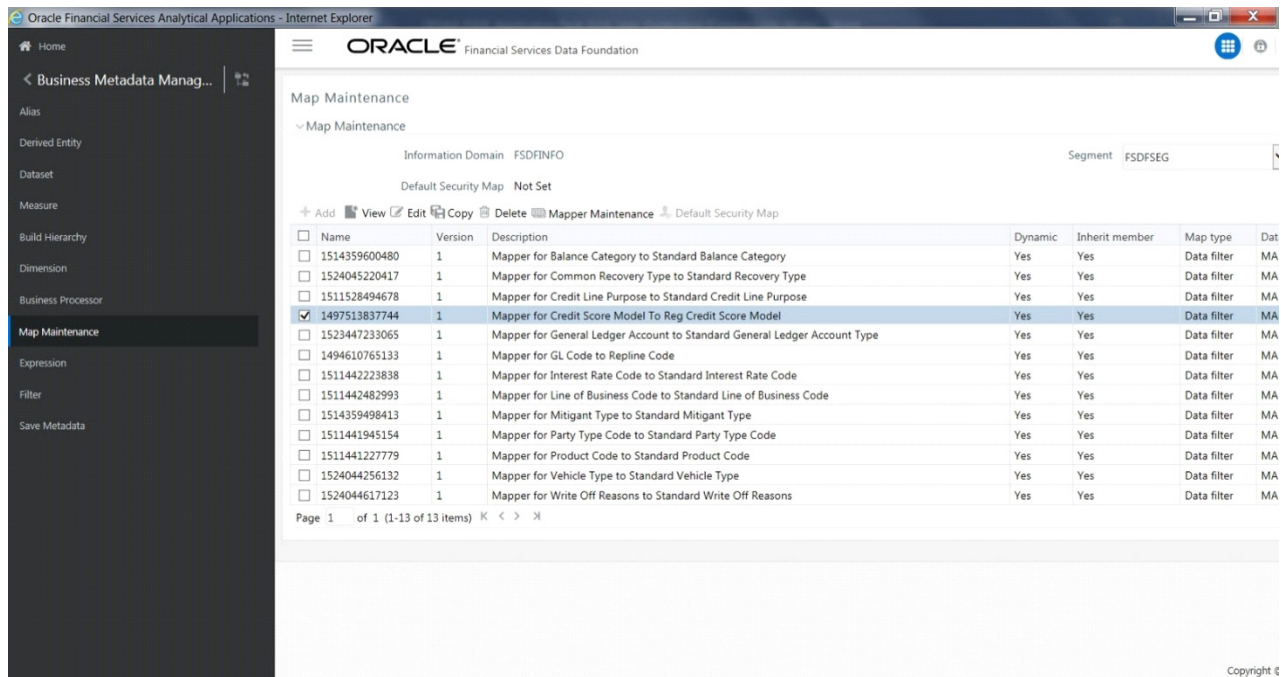 Oracle Financial Services Analytical Applications - Internet Explorer
Home
Business Metadata Manag...
Alias
Derived Entity
Dataset
Measure
Build Hierarchy
Dimension
Business Processor
Map Maintenance
Expression
Filter
Save Metadata
ORACLE® Financial Services Data Foundation
Map Maintenance
Map Maintenance
Information Domain FSDFINFO Segment FSDFSEG
Default Security Map Not Set
Add View Edit Copy Delete Mapper Maintenance Default Security Map
Name Version Description Dynamic Inherit member Map type Dat
1514359600480 1 Mapper for Balance Category to Standard Balance Category Yes Yes Data filter MA
1524045220417 1 Mapper for Common Recovery Type to Standard Recovery Type Yes Yes Data filter MA
1511528494678 1 Mapper for Credit Line Purpose to Standard Credit Line Purpose Yes Yes Data filter MA
1497513837744 1 Mapper for Credit Score Model To Reg Credit Score Model Yes Yes Data filter MA
1523447233065 1 Mapper for General Ledger Account to Standard General Ledger Account Type Yes Yes Data filter MA
1494610765133 1 Mapper for GL Code to Repline Code Yes Yes Data filter MA
1511442223838 1 Mapper for Interest Rate Code to Standard Interest Rate Code Yes Yes Data filter MA
1511442482993 1 Mapper for Line of Business Code to Standard Line of Business Code Yes Yes Data filter MA
1514359498413 1 Mapper for Mitigant Type to Standard Mitigant Type Yes Yes Data filter MA
1511441945154 1 Mapper for Party Type Code to Standard Party Type Code Yes Yes Data filter MA
1511441227779 1 Mapper for Product Code to Standard Product Code Yes Yes Data filter MA
1524044256132 1 Mapper for Vehicle Type to Standard Vehicle Type Yes Yes Data filter MA
1524044617123 1 Mapper for Write Off Reasons to Standard Write Off Reasons Yes Yes Data filter MA
Page 1 of 1 (1-13 of 13 items)
Copyright ©